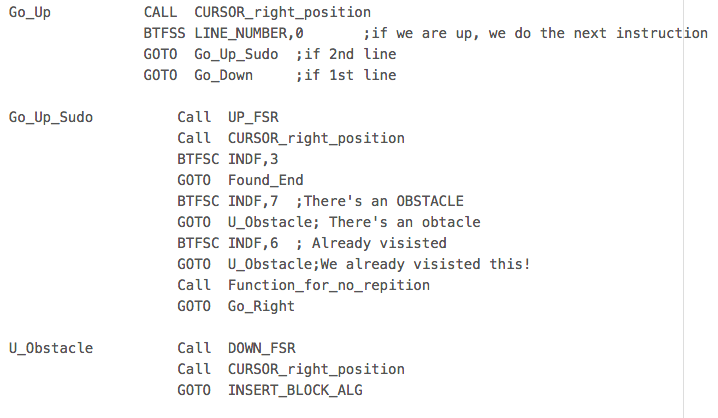 Go_Up CALL CURSOR_right_position
BTFSS LINE_NUMBER,0 ;if we are up, we do the next instruction
GOTO Go_Up_Sudo ;if 2nd line
GOTO Go_Down ;if 1st line
Go_Up_Sudo Call UP_FSR
Call CURSOR_right_position
BTFSC INDF,3
GOTO Found_End
BTFSC INDF,7 ;There's an OBSTACLE
GOTO U_Obstacle; There's an obtacle
BTFSC INDF,6 ; Already visisted
GOTO U_Obstacle;We already visisted this!
Call Function_for_no_repition
GOTO Go_Right
U_Obstacle Call DOWN_FSR
Call CURSOR_right_position
GOTO INSERT_BLOCK_ALG